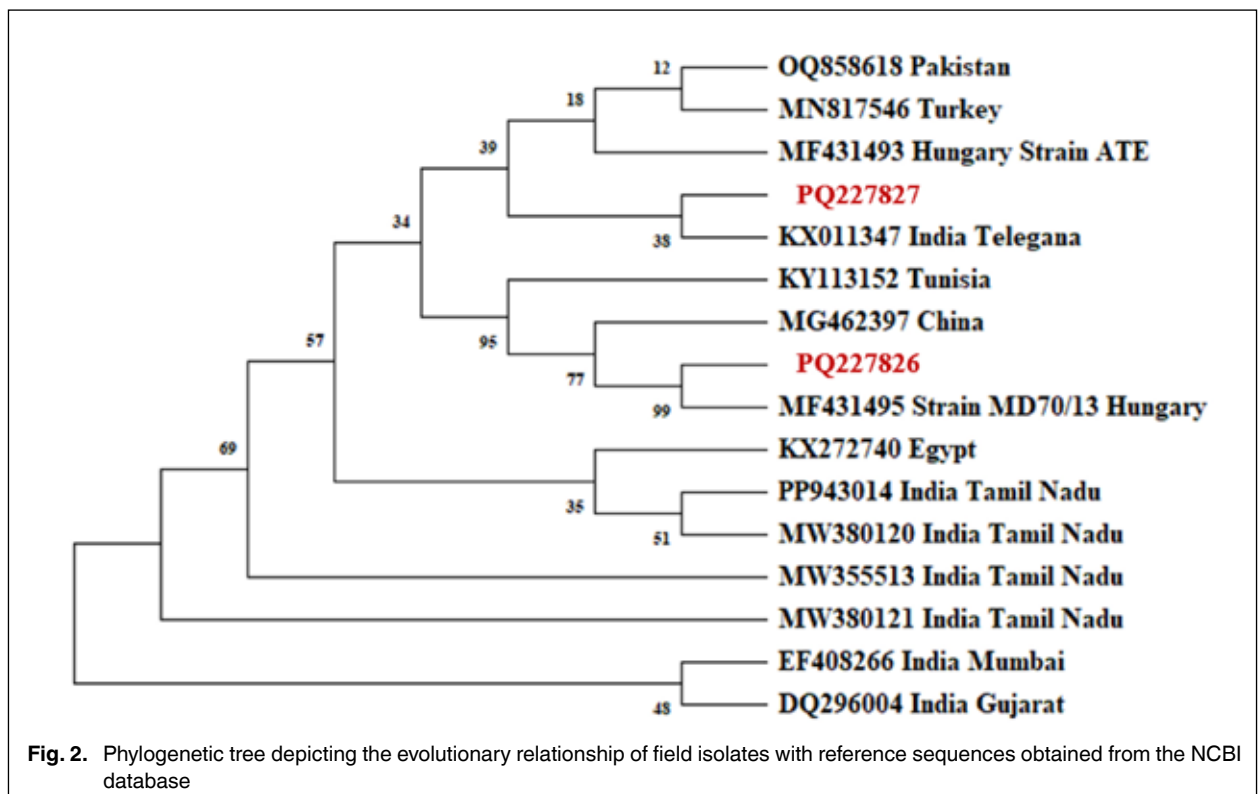 12
OQ858618 Pakistan
18
MN817546 Turkey
39
MF431493 Hungary Strain ATE
PQ227827
34
38
KX011347 India Telegana
KY113152 Tunisia
57
95
MG462397 China
77
PQ227826
99
MF431495 Strain MD70/13 Hungary
69
KX272740 Egypt
35
PP943014 India Tamil Nadu
51
MW380120 India Tamil Nadu
MW355513 India Tamil Nadu
MW380121 India Tamil Nadu
EF408266 India Mumbai
48
DQ296004 India Gujarat
Fig. 2. Phylogenetic tree depicting the evolutionary relationship of field isolates with reference sequences obtained from the NCBI
database